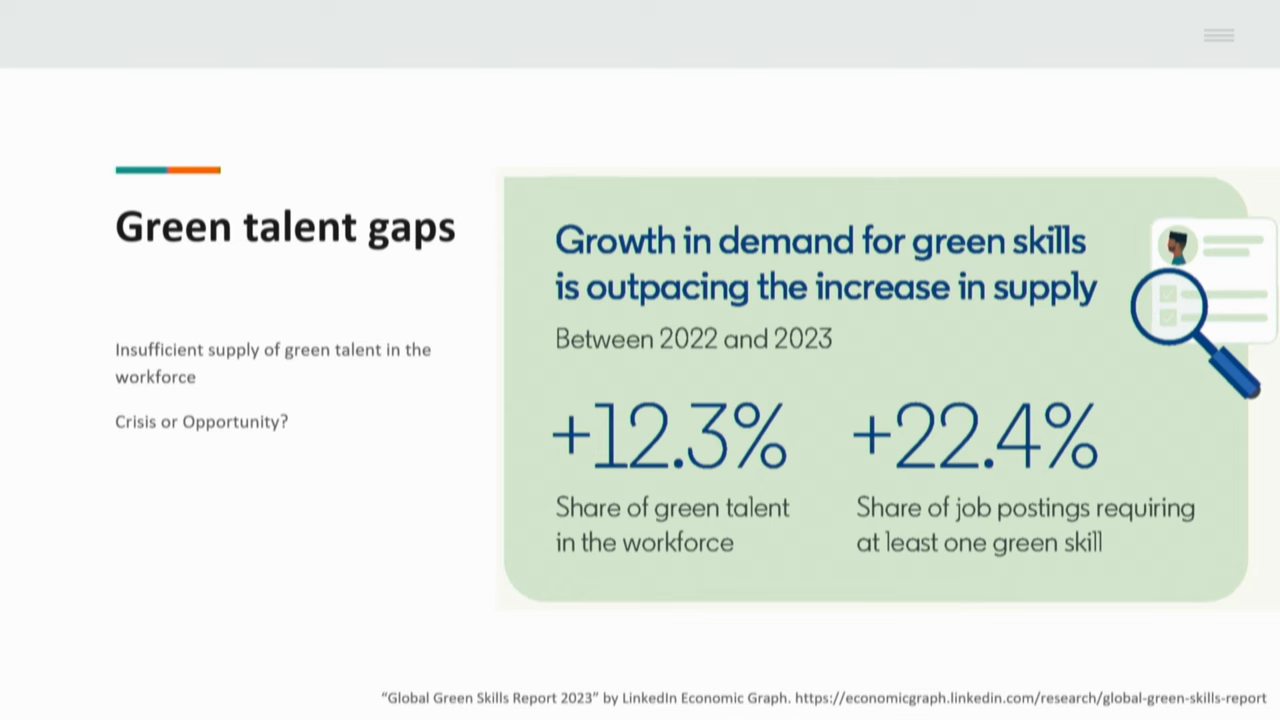 Green talent gaps
Insufficient supply of green talent in the
workforce
Crisis or Opportunity?
Growth in demand for green skills
is outpacing the increase in supply
Between 2022 and 2023
+12.3%
Share of green talent
in the workforce
+22.4%
Share of job postings requiring
at least one green skill
“Global Green Skills Report 2023” by LinkedIn Economic Graph. https://economicgraph.linkedin.com/research/global-green-skills-report